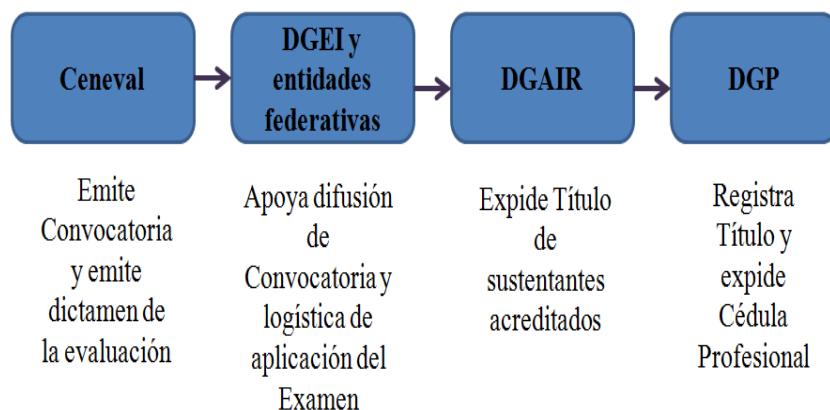 Ceneval
DGEI y
entidades
federativas
DGAIR
DGP
Emite
Convocatoria
y emite
dictamen de
la evaluación
Apoya difusión
de
Convocatoria y
logística de
aplicación del
Examen
Expide Título
de
sustentantes
acreditados
Registra
Título y
expide
Cédula
Profesional